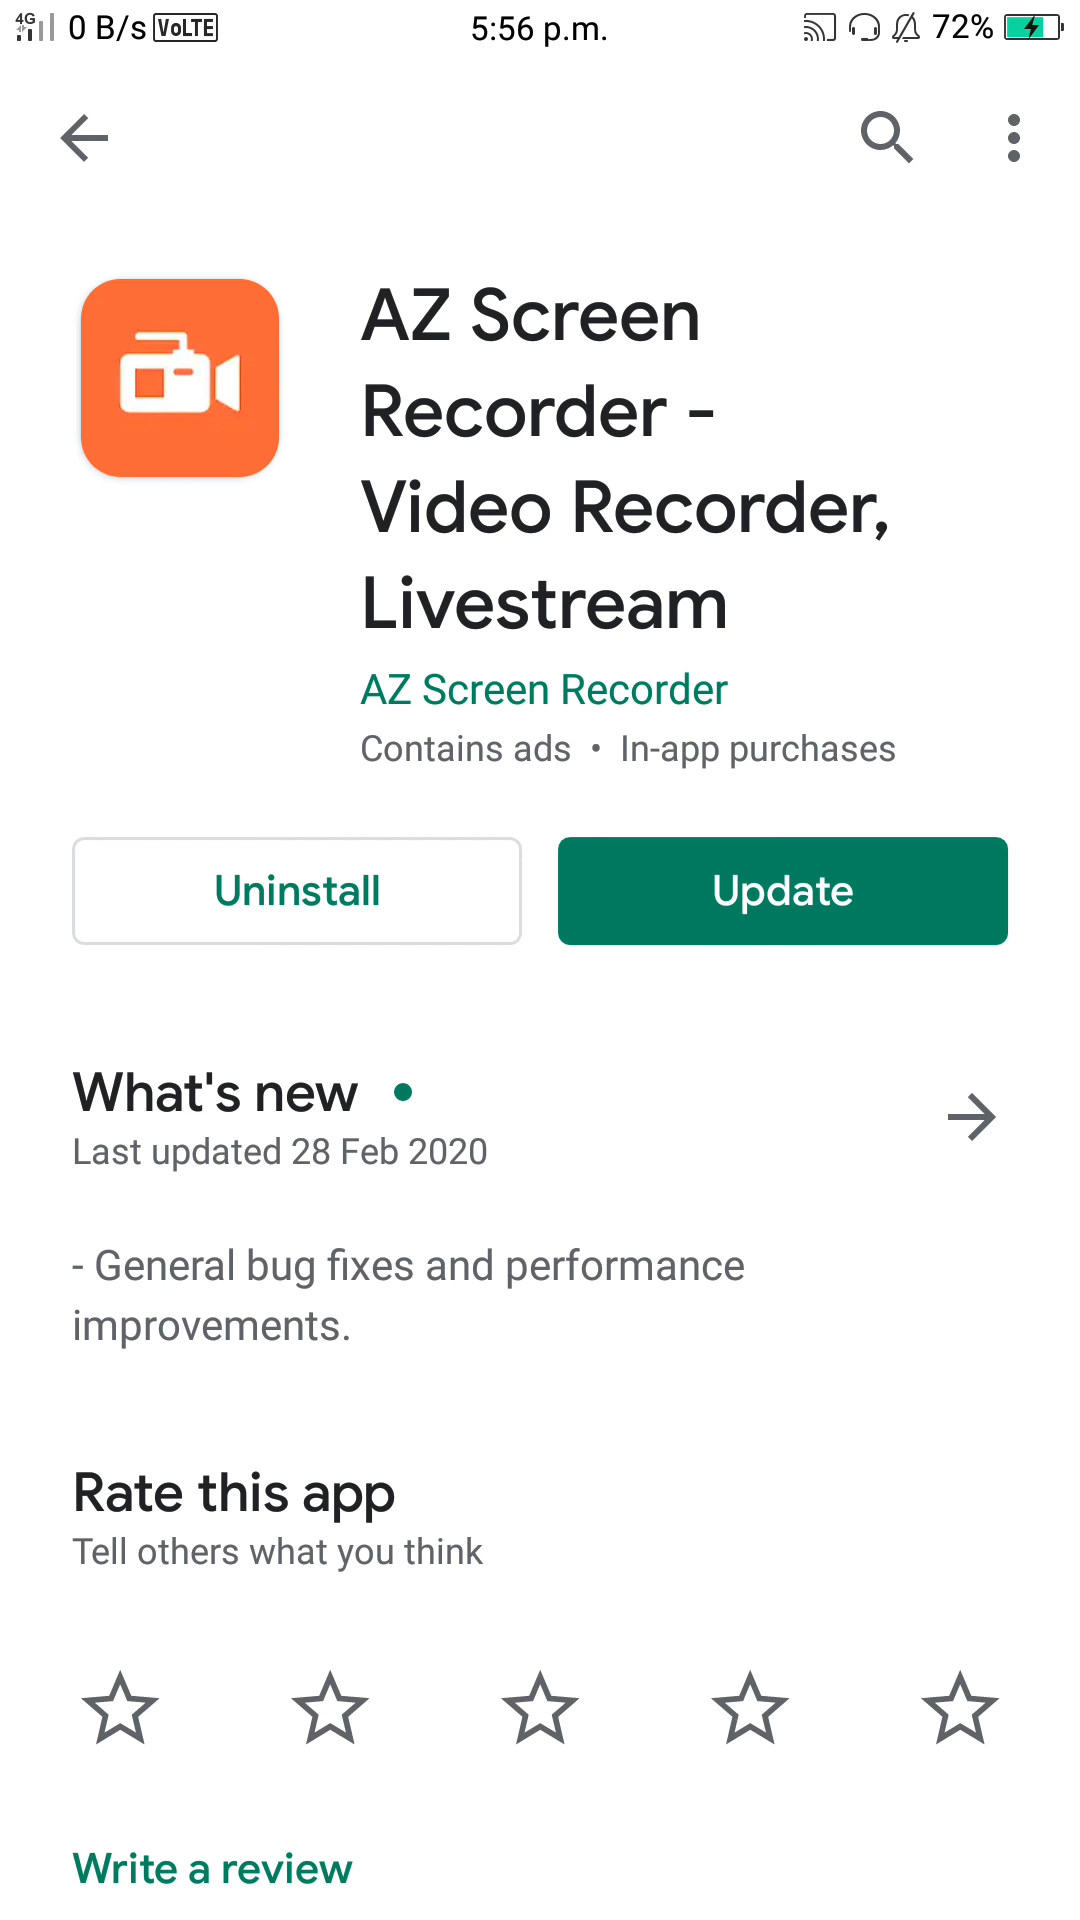 4G 0 B/s VoLTE 5:56 p.m. 72%
AZ Screen
Recorder -
Video Recorder,
Livestream
AZ Screen Recorder
Contains ads • In-app purchases
Uninstall Update
What's new •
Last updated 28 Feb 2020
- General bug fixes and performance
improvements.
Rate this app
Tell others what you think
Write a review